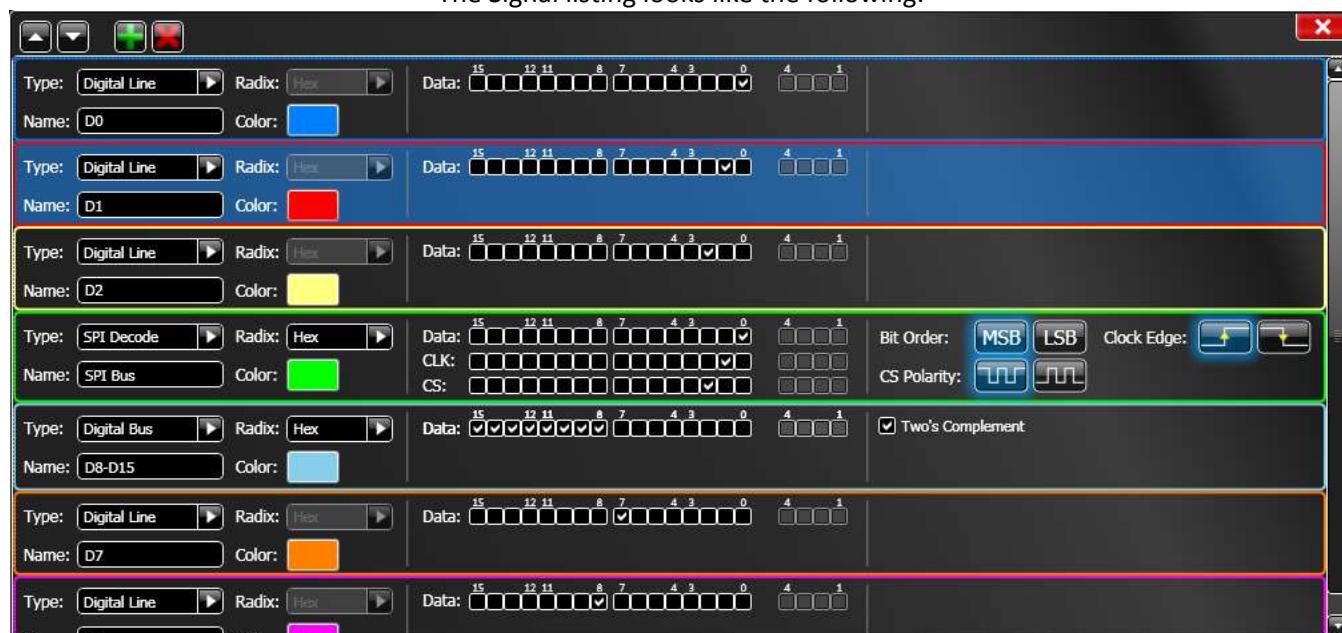 The Signal listing looks like the following:
Type: Digital Line Radix: Hex Data: 15 12 11 8 7 4 3 0 4 1
Name: D0 Color:
Type: Digital Line Radix: Hex Data: 15 12 11 8 7 4 3 0 4 1
Name: D1 Color:
Type: Digital Line Radix: Hex Data: 15 12 11 8 7 4 3 0 4 1
Name: D2 Color:
Type: SPI Decode Radix: Hex Data: 15 12 11 8 7 4 3 0 4 1 Bit Order: MSB LSB Clock Edge:
CLK:
Name: SPI Bus Color: CS: CS Polarity:
Type: Digital Bus Radix: Hex Data: 15 12 11 8 7 4 3 0 4 1 Two's Complement
Name: D8-D15 Color:
Type: Digital Line Radix: Hex Data: 15 12 11 8 7 4 3 0 4 1
Name: D7 Color:
Type: Digital Line Radix: Hex Data: 15 12 11 8 7 4 3 0 4 1